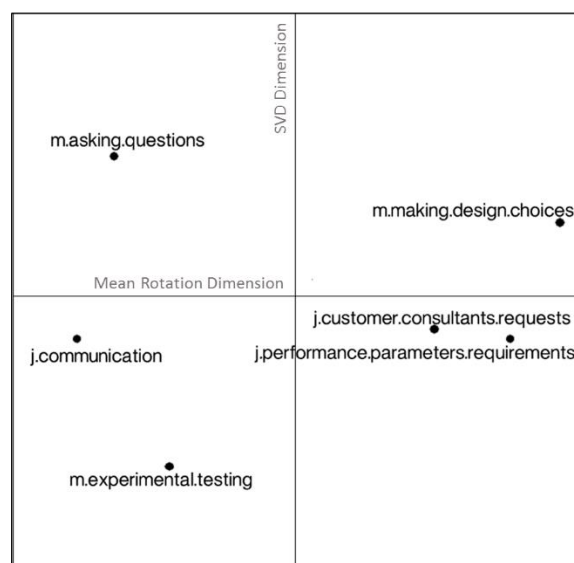 SVD Dimension
m.asking.questions
m.making.design.choices
Mean Rotation Dimension
j.customer.consultants.requests
j.communication
j.performance.parameters.requirements
m.experimental.testing